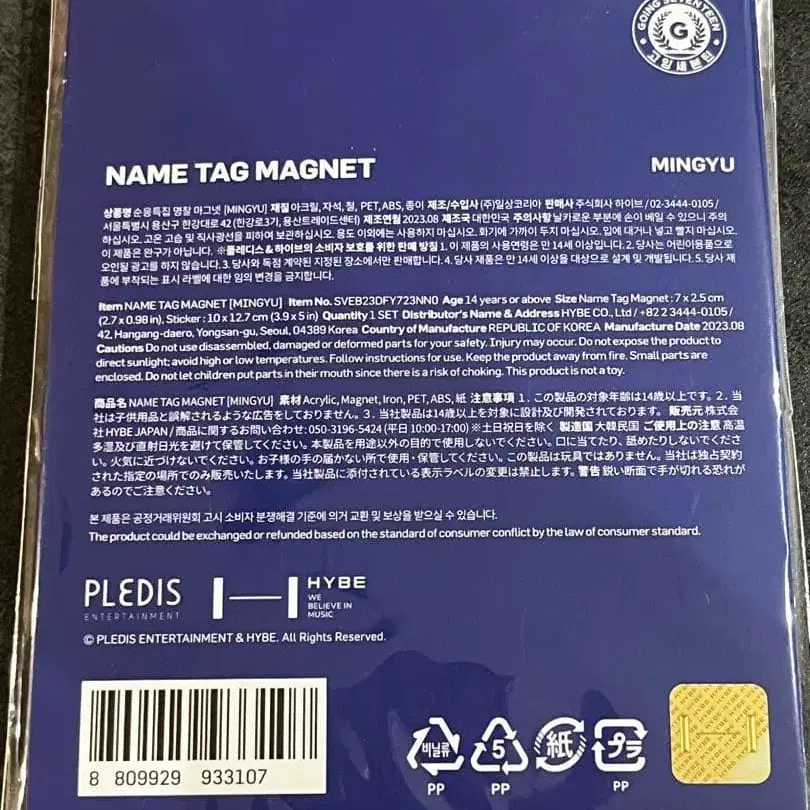 GOING SEVENTEEN
G
고잉세븐틴
NAME TAG MAGNET
MINGYU
상품명 순응특집 명찰 마그넷 [MINGYU] 재질 아크릴, 자석, 철, PET, ABS, 종이 제조/수입사 (주)일상코리아 판매사 주식회사 하이브 / 02-3444-0105 /
서울특별시 용산구 한강대로 42 (한강로3가, 용산트레이드센터) 제조연월 2023.08 제조국 대한민국 주의사항 날카로운 부분에 손이 베일 수 있으니 주의
하십시오. 고온 고습 및 직사광선을 피하여 보관하십시오. 용도 이외에는 사용하지 마십시오. 화기에 가까이 두지 마십시오. 입에 대거나 넣고 빨지 마십시오.
이 제품은 완구가 아닙니다. ※플레디스 & 하이브의 소비자 보호를 위한 판매 방침 1. 이 제품의 사용연령은 만 14세 이상입니다. 2. 당사는 어린이용품으로
오인될 광고를 하지 않습니다. 3. 당사와 독점 계약된 지정된 장소에서만 판매합니다. 4. 당사 제품은 만 14세 이상을 대상으로 설계 및 개발됩니다. 5. 당사 제
품에 부착되는 표시 라벨에 대한 임의 변경을 금지합니다.
Item NAME TAG MAGNET [MINGYU] Item No. SVEB23DFY723NN0 Age 14 years or above Size Name Tag Magnet : 7 x 2.5 cm
(2.7 x 0.98 in), Sticker : 10 x 12.7 cm (3.9 x 5 in) Quantity 1 SET Distributor's Name & Address HYBE CO., Ltd / +82 2 3444-0105 /
42, Hangang-daero, Yongsan-gu, Seoul, 04389 Korea Country of Manufacture REPUBLIC OF KOREA Manufacture Date 2023.08
Cautions Do not use disassembled, damaged or deformed parts for your safety. Injury may occur. Do not expose the product to
direct sunlight; avoid high or low temperatures. Follow instructions for use. Keep the product away from fire. Small parts are
enclosed. Do not let children put parts in their mouth since there is a risk of choking. This product is not a toy.
商品名 NAME TAG MAGNET [MINGYU] 素材 Acrylic, Magnet, Iron, PET, ABS, 紙 注意事項 1. この製品の対象年齢は14歳以上です。2. 当
社は子供用品と誤解されるような広告をしておりません。3. 当社製品は14歳以上を対象に設計及び開発されております。 販売元 株式会
社 HYBE JAPAN / 商品に関するお問い合わせ : 050-3196-5424 (平日 10:00-17:00) ※土日祝日を除く 製造国 大韓民国 ご使用上の注意 高温
多湿及び直射日光を避けて保管してください。本製品を用途以外の目的で使用しないでください。口に当てたり、舐めたりしないでくださ
い。火気に近づけないでください。お子様の手の届かない所で使用・保管してください。この製品は玩具ではありません。当社は独占契約
された指定の場所でのみ販売いたします。当社製品に添付されている表示ラベルの変更は禁止します。警告 鋭い断面で手が切れる恐れが
あるのでご注意ください。
본 제품은 공정거래위원회 고시 소비자 분쟁해결 기준에 의거 교환 및 보상을 받으실 수 있습니다.
The product could be exchanged or refunded based on the standard of consumer conflict by the law of consumer standard.
PLEDIS
ENTERTAINMENT
HYBE
WE
BELIEVE IN
MUSIC
© PLEDIS ENTERTAINMENT & HYBE. All Rights Reserved.
8 809929 933107
비닐류
PP
5
PP
紙
プラ
PP